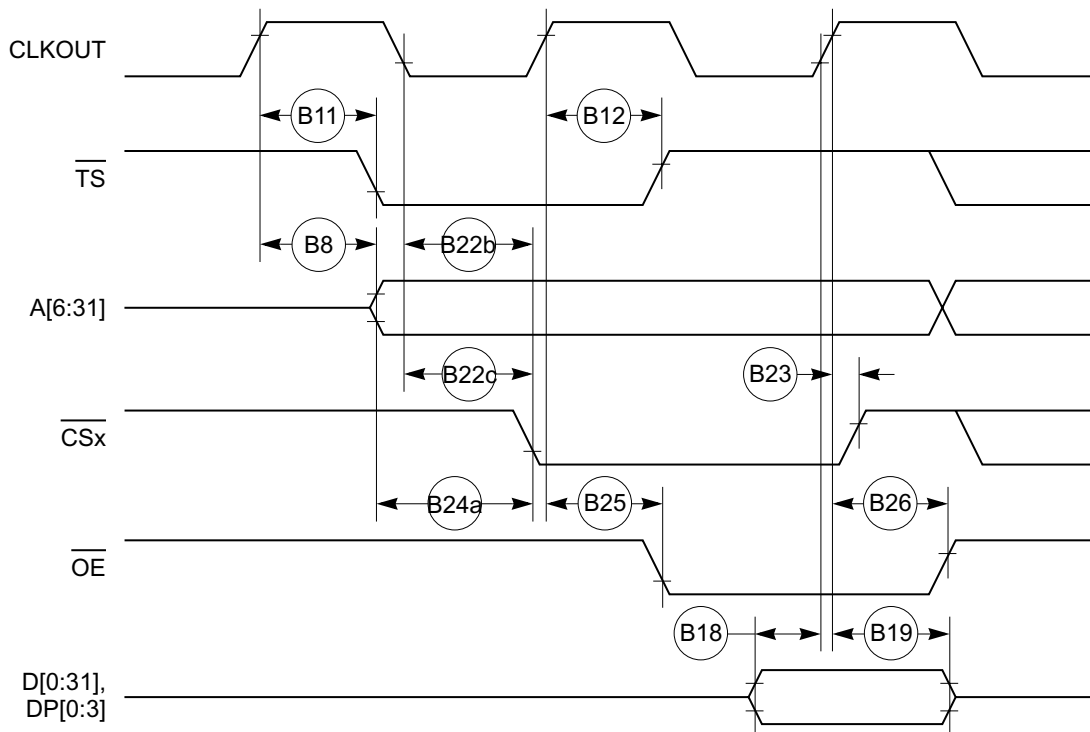 CLKOUT
B11
B12
TS
B8
B22b
A[6:31]
B22c
B23
CSx
B24a
B25
B26
OE
B18
B19
D[0:31],
DP[0:3]